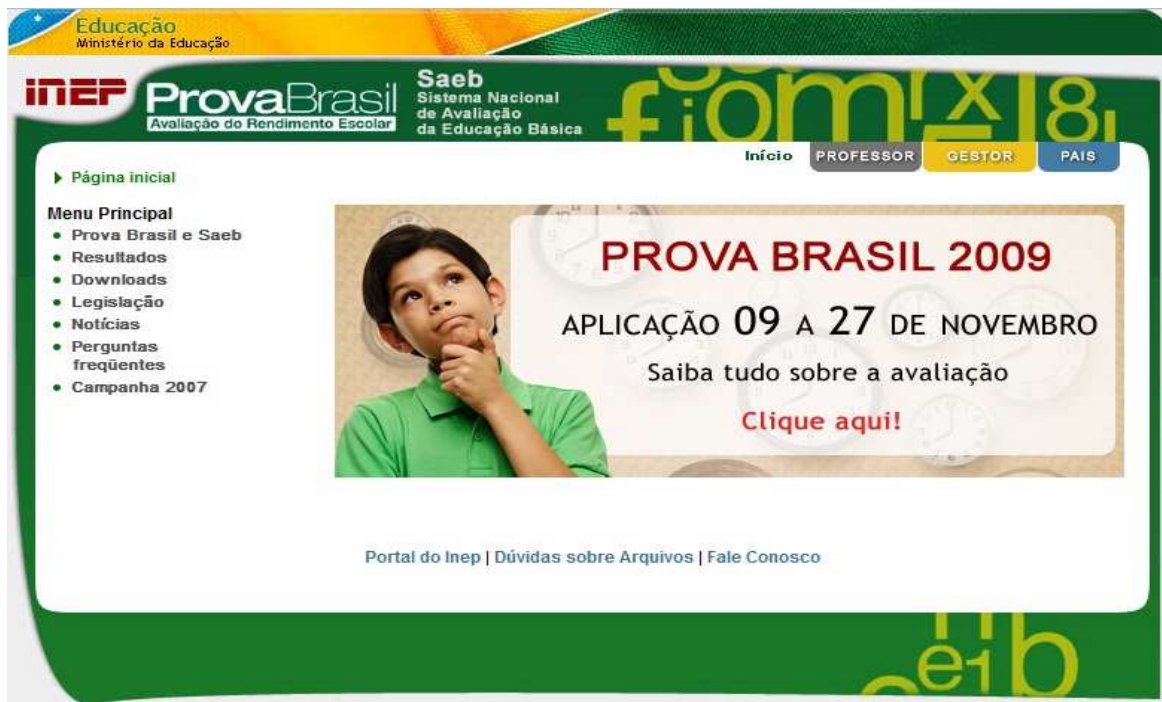 Educação
Ministério da Educação
INEP
ProvaBrasil
Avaliação do Rendimento Escolar
Saeb
Sistema Nacional
de Avaliação
da Educação Básica
Início PROFESSOR GESTOR PAIS
Página inicial
Menu Principal
Prova Brasil e Saeb
Resultados
Downloads
Legislação
Notícias
Perguntas
freqüentes
Campanha 2007
PROVA BRASIL 2009
APLICAÇÃO 09 A 27 DE NOVEMBRO
Saiba tudo sobre a avaliação
Clique aqui!
Portal do Inep | Dúvidas sobre Arquivos | Fale Conosco